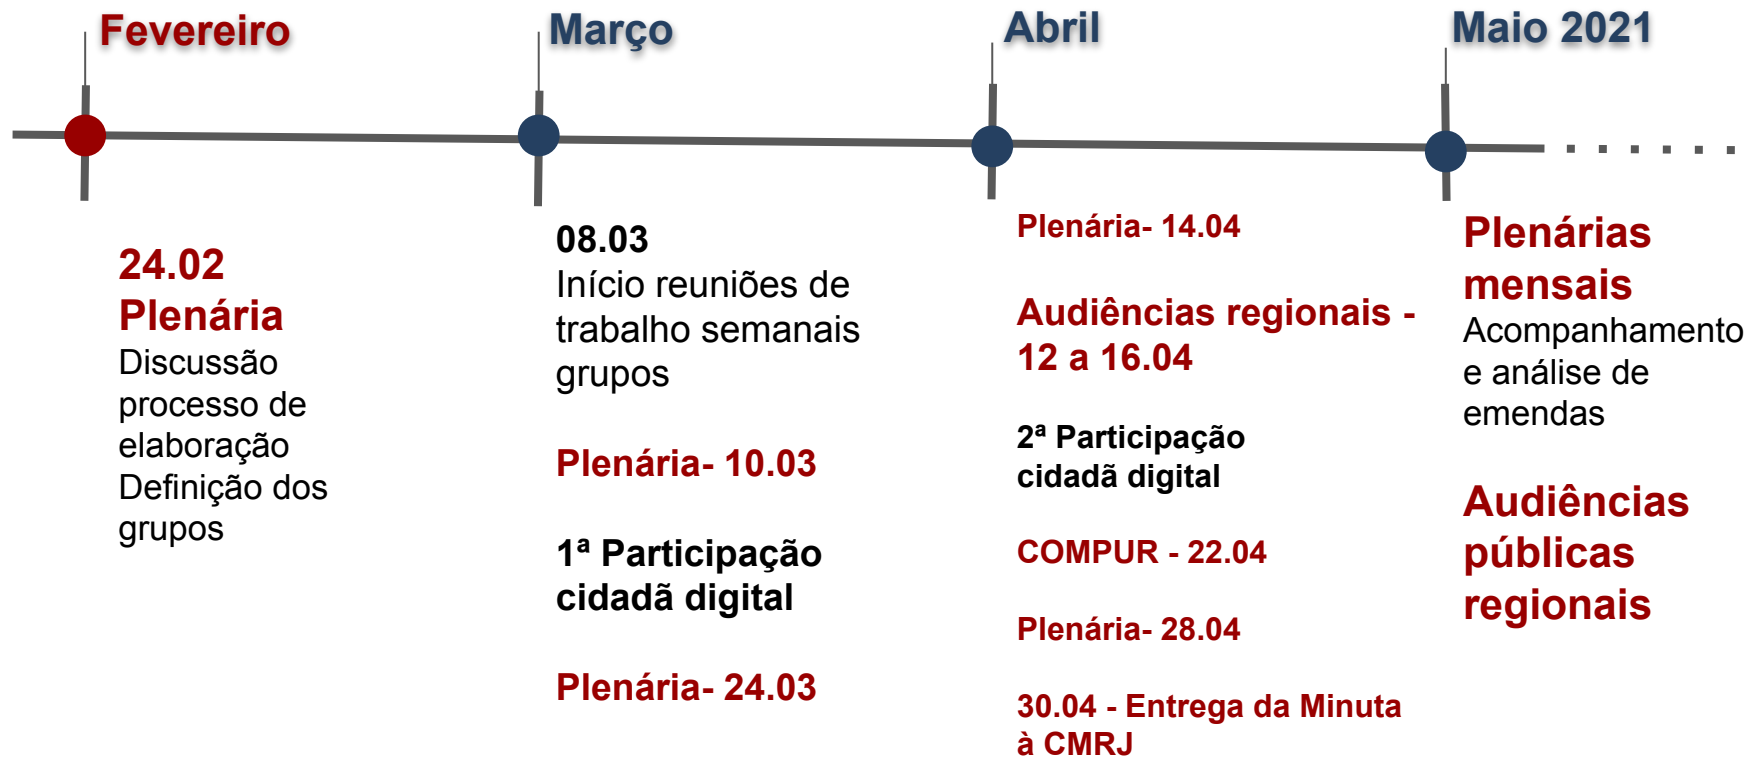 Fevereiro
24.02
Plenária
Discussão
processo de
elaboração
Definição dos
grupos
Março
08.03
Início reuniões de
trabalho semanais
grupos
Plenária- 10.03
1ª Participação
cidadã digital
Plenária- 24.03
Abril
Plenária- 14.04
Audiências regionais -
12 a 16.04
2ª Participação
cidadã digital
COMPUR - 22.04
Plenária- 28.04
30.04 - Entrega da Minuta
à CMRJ
Maio 2021
Plenárias
mensais
Acompanhamento
e análise de
emendas
Audiências
públicas
regionais